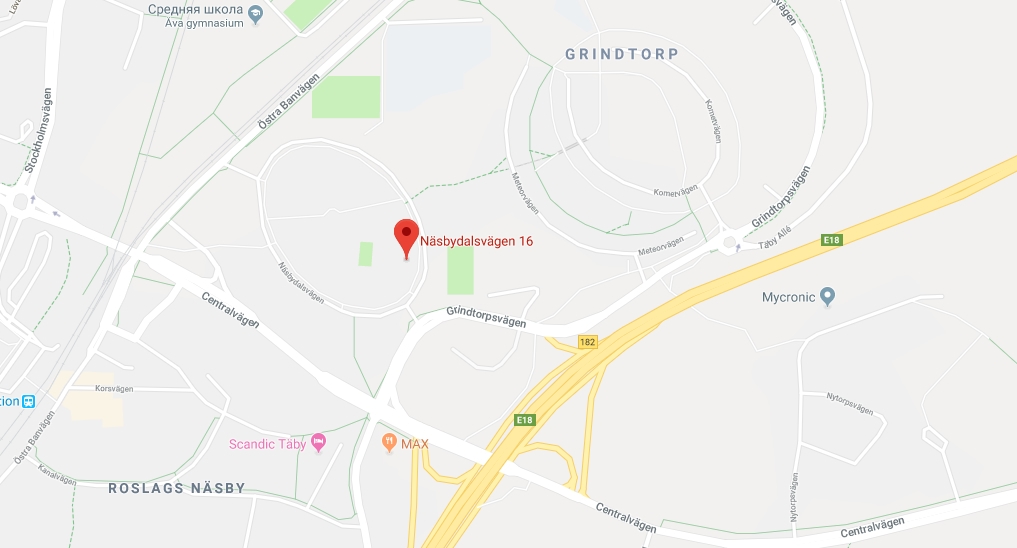 Средняя школа
Ava gymnasium
GRINDTORP
Östra Banvägen
Stockholmsvägen
Kometvägen
Meteorvägen
Kometvägen
Grindtorpsvägen
Täby Allé
Meteorvägen
E18
Näsbydalsvägen 16
Näsbydalsvägen
Centralvägen
Grindtorpsvägen
Mycronic
182
Korsvägen
tion
E18
Nytorpsvägen
Scandic Täby
MAX
Östra Banvägen
Kanalvägen
ROSLAGS NÄSBY
Nytorpsvägen
Centralvägen
Centralvägen